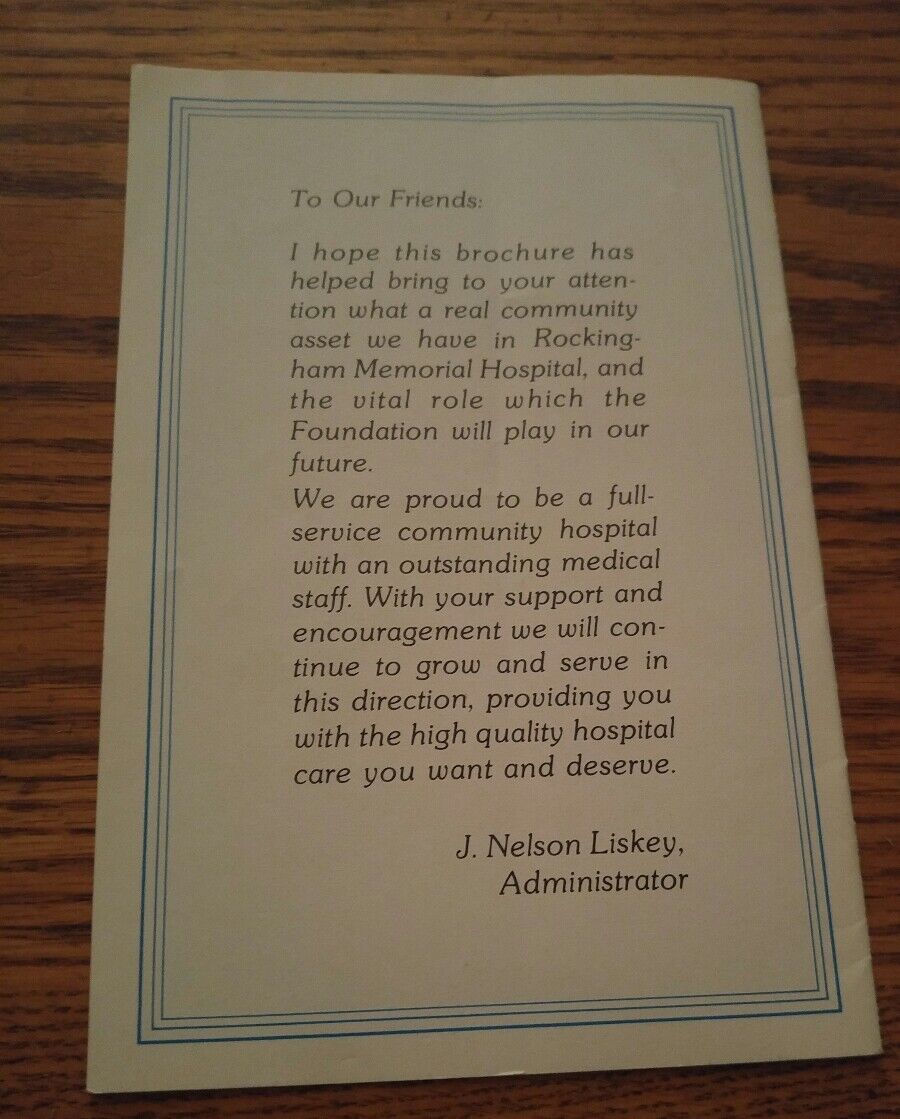 To Our Friends:
I hope this brochure has
helped bring to your atten-
tion what a real community
asset we have in Rocking-
ham Memorial Hospital, and
the vital role which the
Foundation will play in our
future.
We are proud to be a full-
service community hospital
with an outstanding medical
staff. With your support and
encouragement we will con-
tinue to grow and serve in
this direction, providing you
with the high quality hospital
care you want and deserve.
J. Nelson Liskey,
Administrator